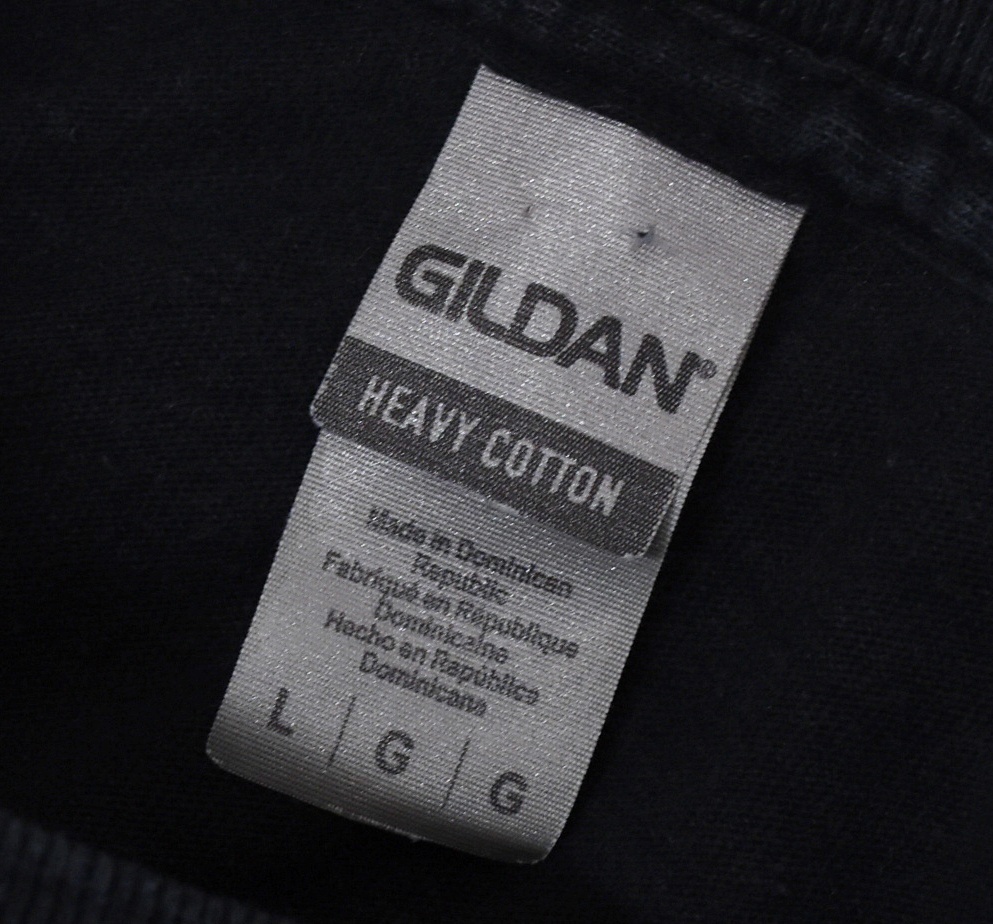 GILDAN®
HEAVY COTTON
Made in Dominican
Republic
Fabriqué en République
Dominicaine
Hecho en República
Dominicana
L | G | G